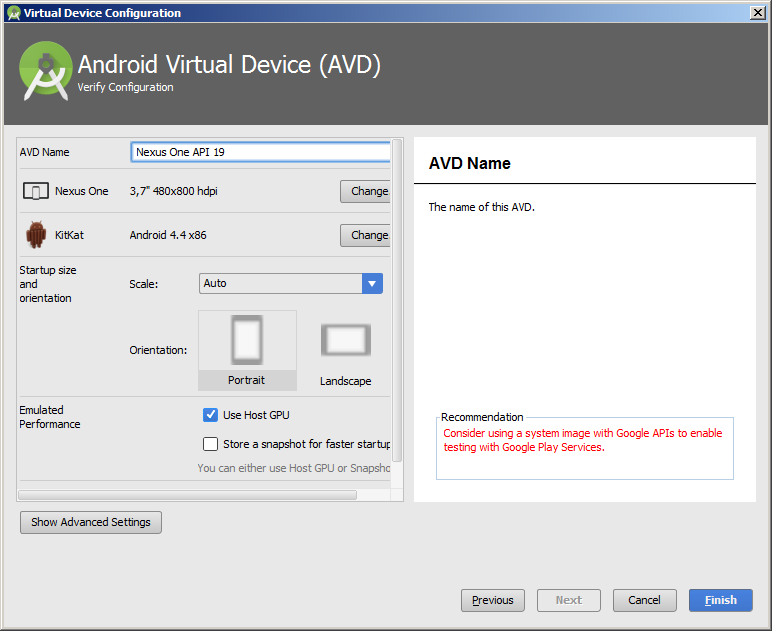 Virtual Device Configuration
Android Virtual Device (AVD)
Verify Configuration
AVD Name
Nexus One API 19
Nexus One
3,7" 480x800 hdpi
Change
KitKat
Android 4.4 x86
Change
Startup size
and
orientation
Scale:
Auto
Orientation:
Portrait
Landscape
Emulated
Performance
Use Host GPU
Store a snapshot for faster startup
You can either use Host GPU or Snapsho
Show Advanced Settings
AVD Name
The name of this AVD.
Recommendation
Consider using a system image with Google APIs to enable
testing with Google Play Services.
Previous
Next
Cancel
Finish